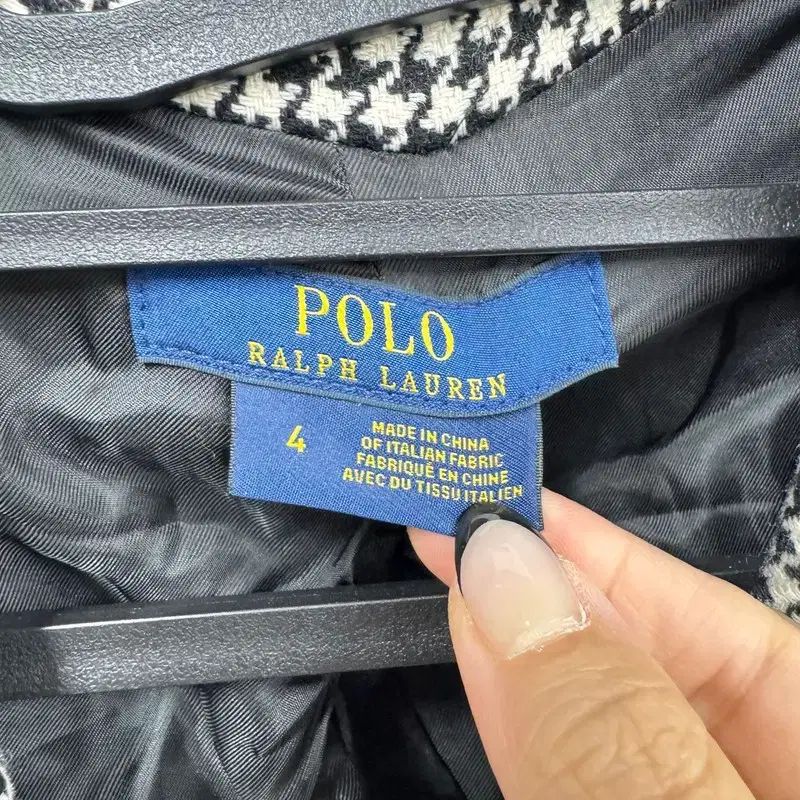 POLO
RALPH LAUREN
4
MADE IN CHINA
OF ITALIAN FABRIC
FABRIQUÉ EN CHINE
AVEC DU TISSU ITALIEN